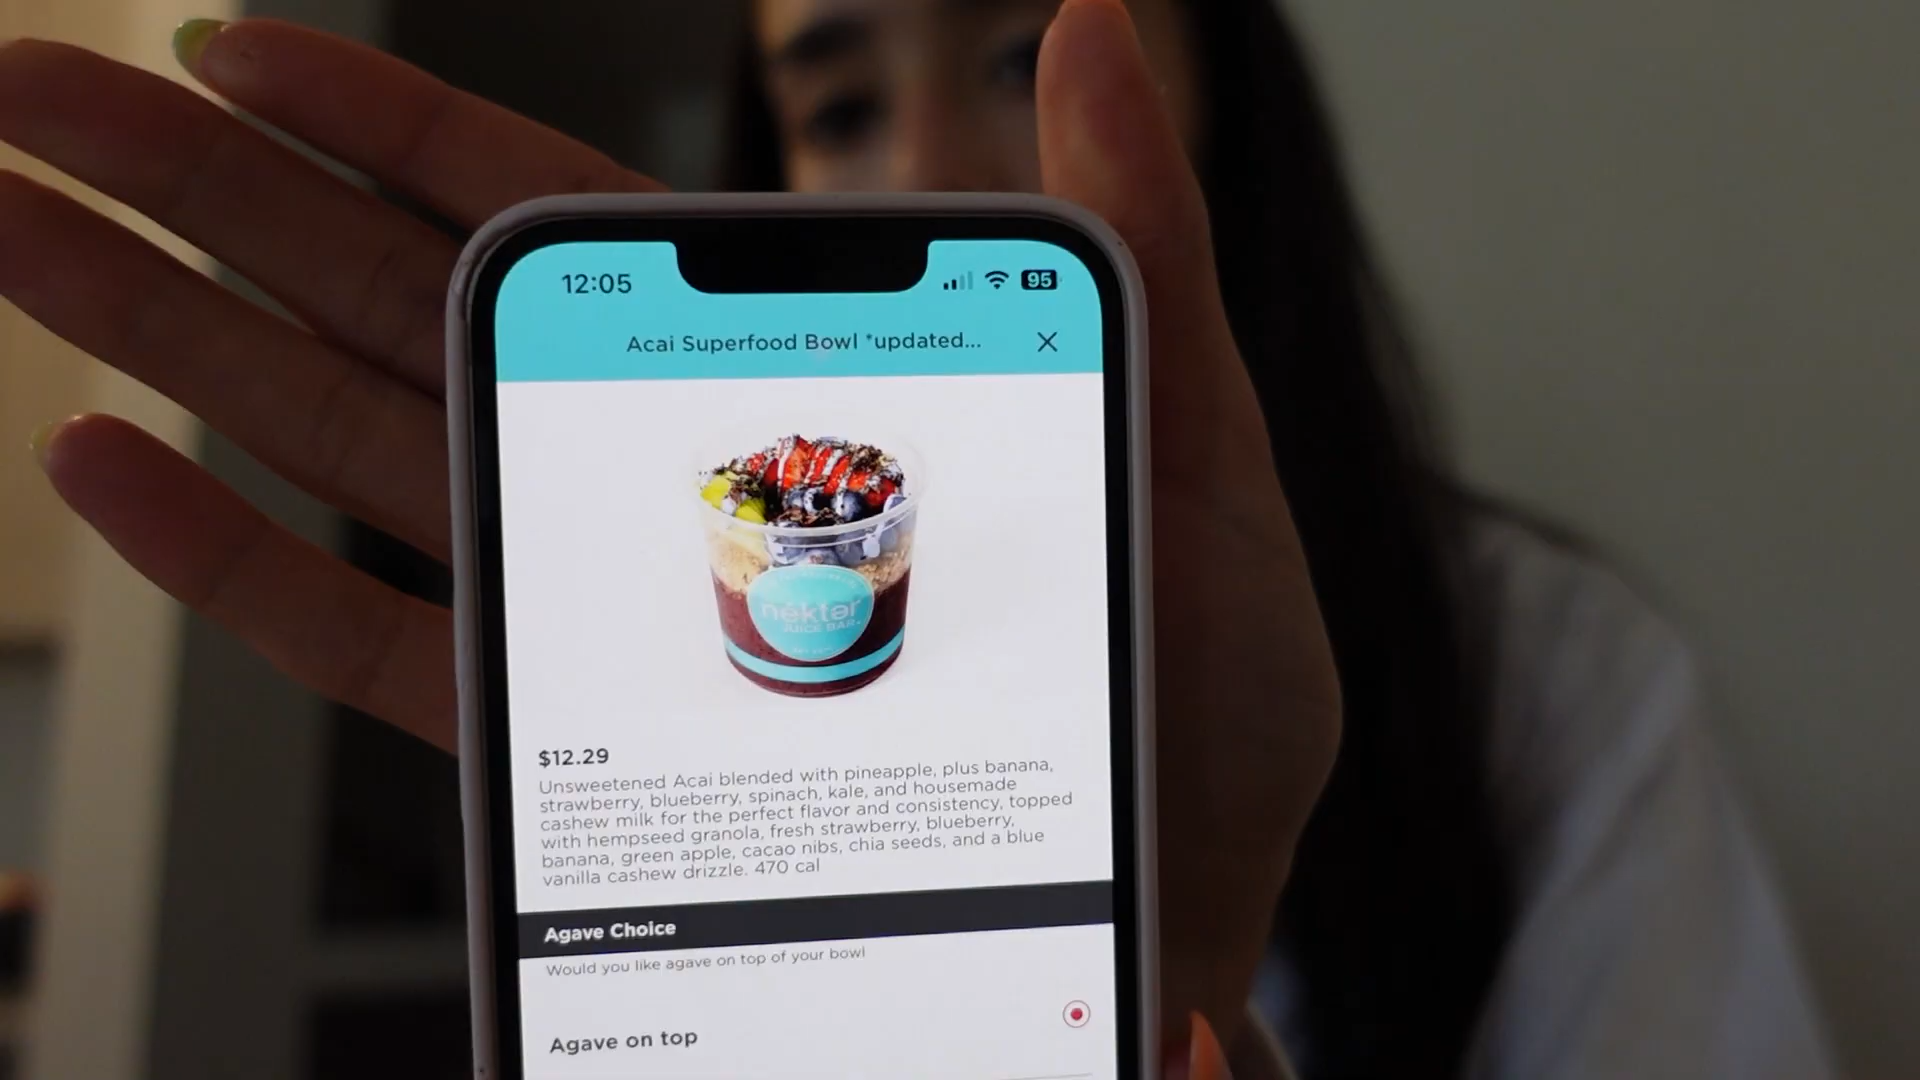 12:05
95
Acai Superfood Bowl *updated...
nékter
JUICE BAR
$12.29
Unsweetened Acai blended with pineapple, plus banana,
strawberry, blueberry, spinach, kale, and housemade
cashew milk for the perfect flavor and consistency, topped
with hempseed granola, fresh strawberry, blueberry,
banana, green apple, cacao nibs, chia seeds, and a blue
vanilla cashew drizzle. 470 cal
Agave Choice
Would you like agave on top of your bowl
Agave on top